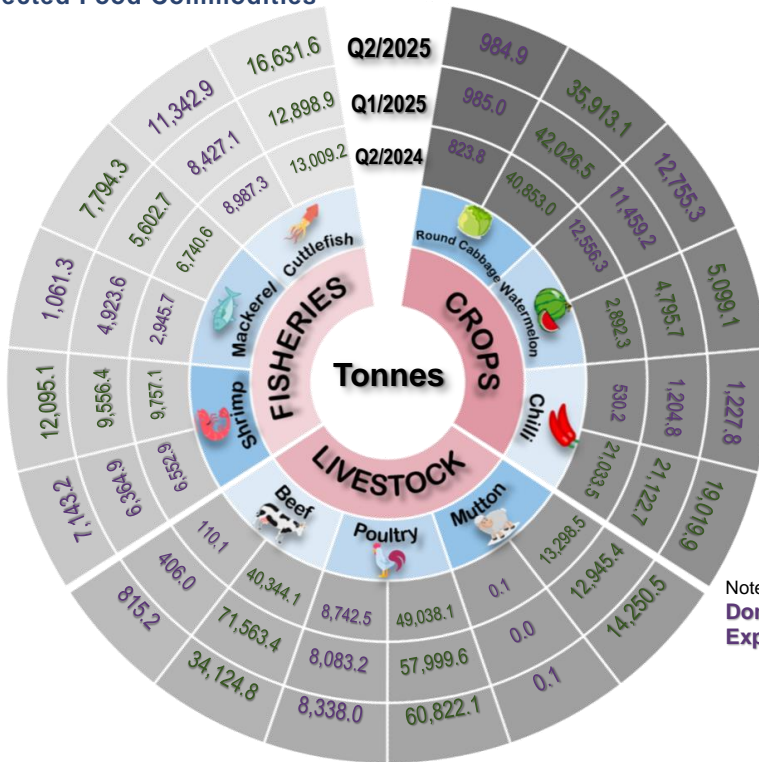 ected Food Commodities
Q2/2025
Q1/2025
Q2/2024
984.9
985.0
823.8
35,913.1
42,026.5
40,853.0
Round Cabbage
12,755.3
11,459.2
12,556.3
5,099.1
4,795.7
2,892.3
Watermelon
1,227.8
1,204.8
530.2
19,019.9
21,122.7
21,033.5
Chilli
CROPS
14,250.5
12,945.4
13,298.5
0.1
0.0
0.1
Mutton
60,822.1
57,999.6
49,038.1
8,338.0
8,083.2
8,742.5
Poultry
34,124.8
71,563.4
40,344.1
815.2
406.0
110.1
Beef
LIVESTOCK
7,143.2
6,364.9
6,552.9
12,095.1
9,556.4
9,757.1
Shrimp
1,061.3
4,923.6
2,945.7
7,794.3
5,602.7
6,740.6
Mackerel
11,342.9
8,427.1
8,987.3
16,631.6
12,898.9
13,009.2
Cuttlefish
FISHERIES
Tonnes
Note
Dor
Exp